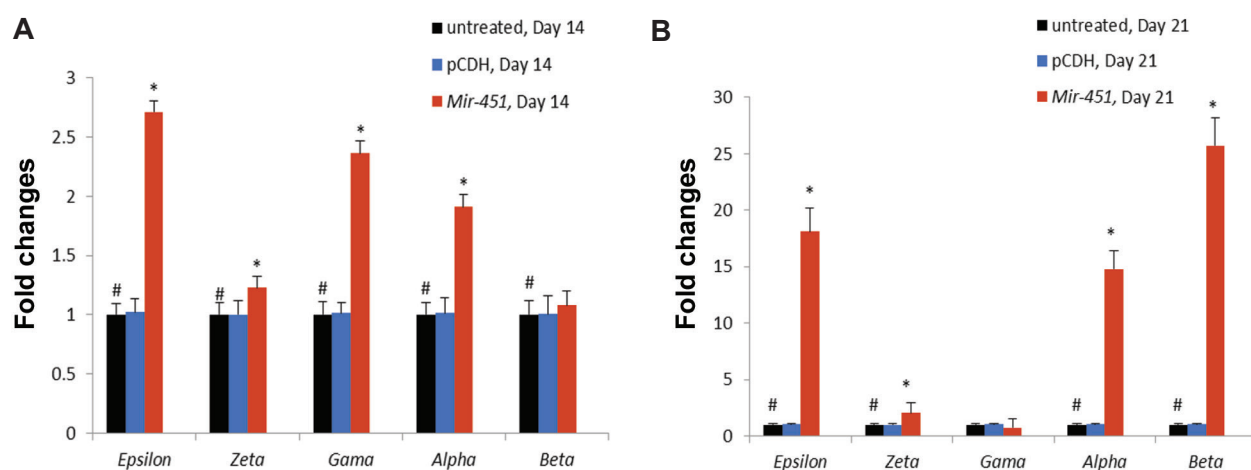 A
untreated, Day 14
pCDH, Day 14
Mir-451, Day 14
Fold changes
3
2.5
2
1.5
1
0.5
0
*
*
*
*
#
#
#
#
#
Epsilon Zeta Gama Alpha Beta
B
untreated, Day 21
pCDH, Day 21
Mir-451, Day 21
Fold changes
30
25
20
15
10
5
0
*
*
*
*
#
#
#
#
Epsilon Zeta Gama Alpha Beta